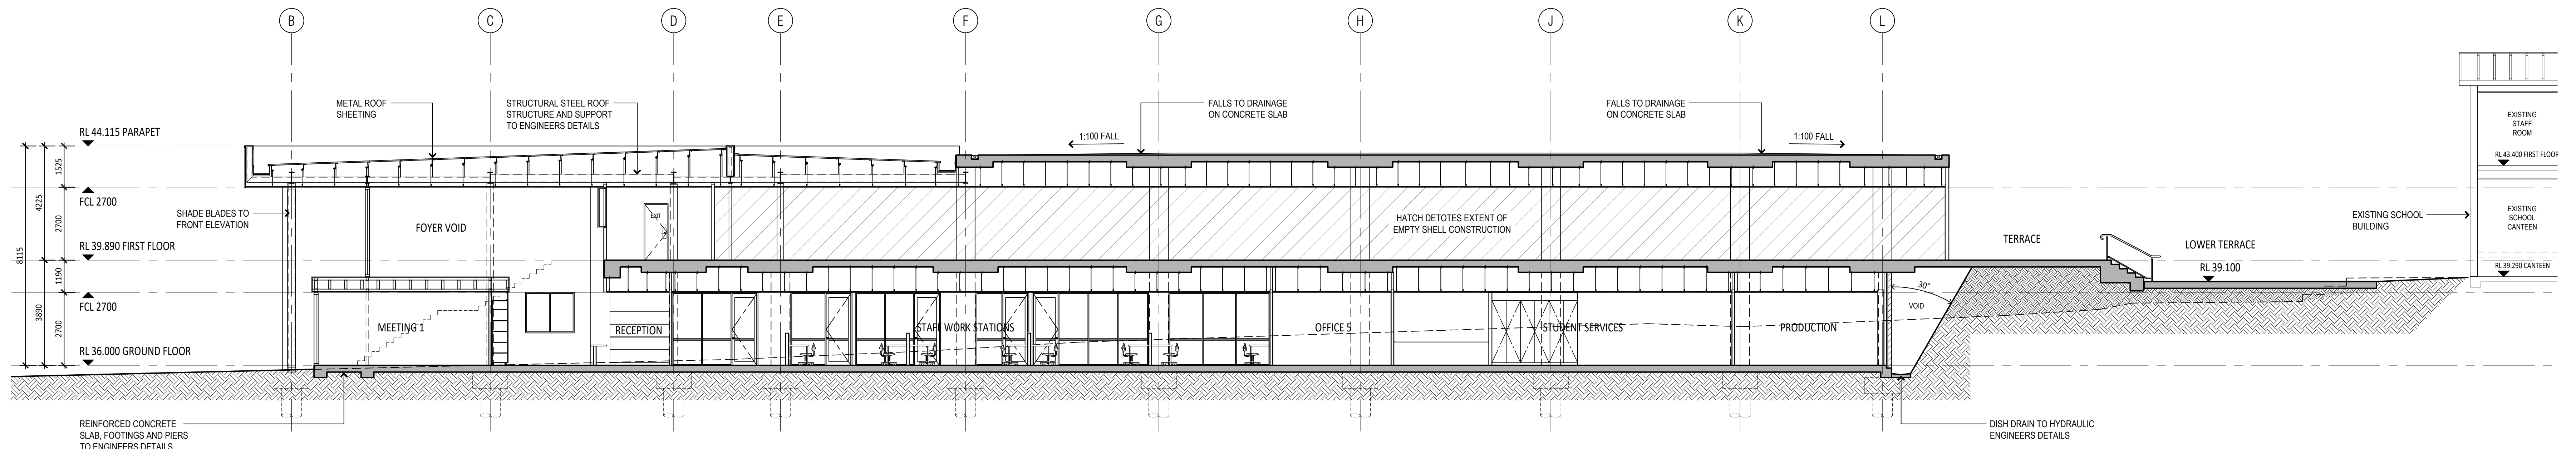 B
C
D
E
F
G
H
J
K
L
METAL ROOF
SHEETING
STRUCTURAL STEEL ROOF
STRUCTURE AND SUPPORT
TO ENGINEERS DETAILS
FALLS TO DRAINAGE
ON CONCRETE SLAB
FALLS TO DRAINAGE
ON CONCRETE SLAB
1:100 FALL
1:100 FALL
RL 44.115 PARAPET
EXISTING
STAFF
ROOM
RL 43.400 FIRST FLOOR
1525
FCL 2700
4225
2700
SHADE BLADES TO
FRONT ELEVATION
FOYER VOID
EXIT
HATCH DETOTES EXTENT OF
EMPTY SHELL CONSTRUCTION
EXISTING SCHOOL
BUILDING
EXISTING
SCHOOL
CANTEEN
RL 39.890 FIRST FLOOR
8115
TERRACE
LOWER TERRACE
RL 39.100
RL 39.290 CANTEEN
1190
FCL 2700
3890
2700
30°
VOID
MEETING 1
RECEPTION
STAFF WORK STATIONS
OFFICE 5
STUDENT SERVICES
PRODUCTION
RL 36.000 GROUND FLOOR
REINFORCED CONCRETE
SLAB, FOOTINGS AND PIERS
TO ENGINEERS DETAILS
DISH DRAIN TO HYDRAULIC
ENGINEERS DETAILS